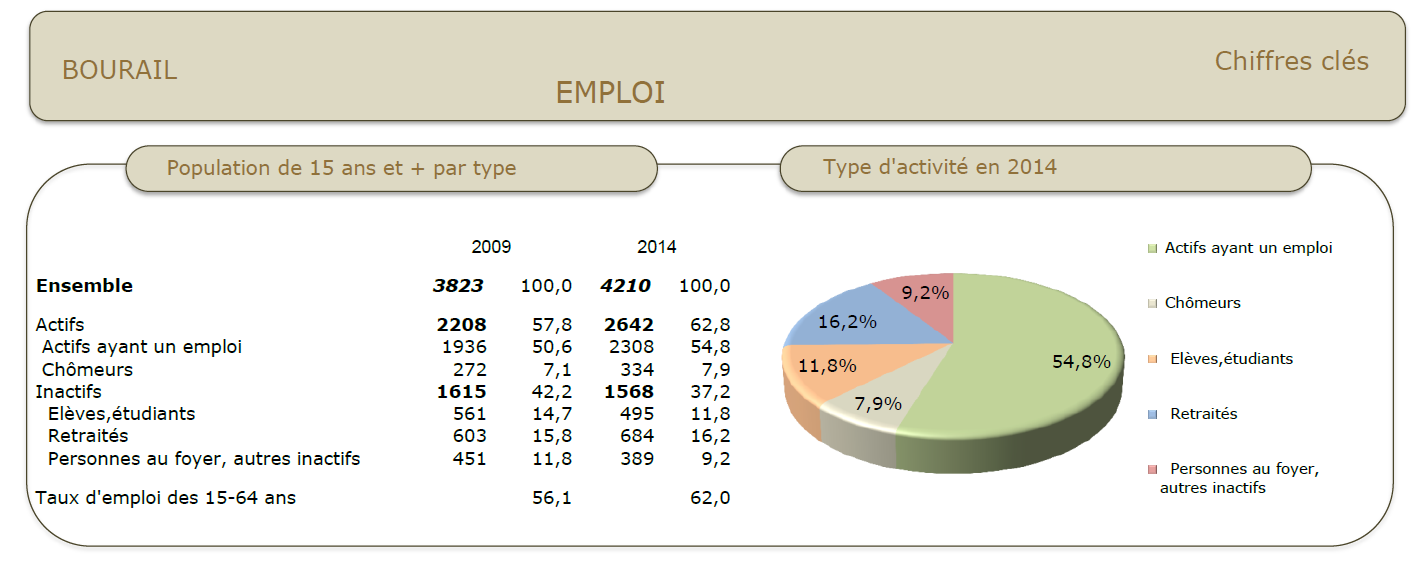 BOURAIL
EMPLOI
Chiffres clés
Population de 15 ans et + par type
2009 2014
Ensemble 3823 100,0 4210 100,0
Actifs 2208 57,8 2642 62,8
Actifs ayant un emploi 1936 50,6 2308 54,8
Chômeurs 272 7,1 334 7,9
Inactifs 1615 42,2 1568 37,2
Elèves,étudiants 561 14,7 495 11,8
Retraités 603 15,8 684 16,2
Personnes au foyer, autres inactifs 451 11,8 389 9,2
Taux d'emploi des 15-64 ans 56,1 62,0
Type d'activité en 2014
9,2%
16,2%
11,8%
7,9%
54,8%
Actifs ayant un emploi
Chômeurs
Elèves,étudiants
Retraités
Personnes au foyer,
autres inactifs